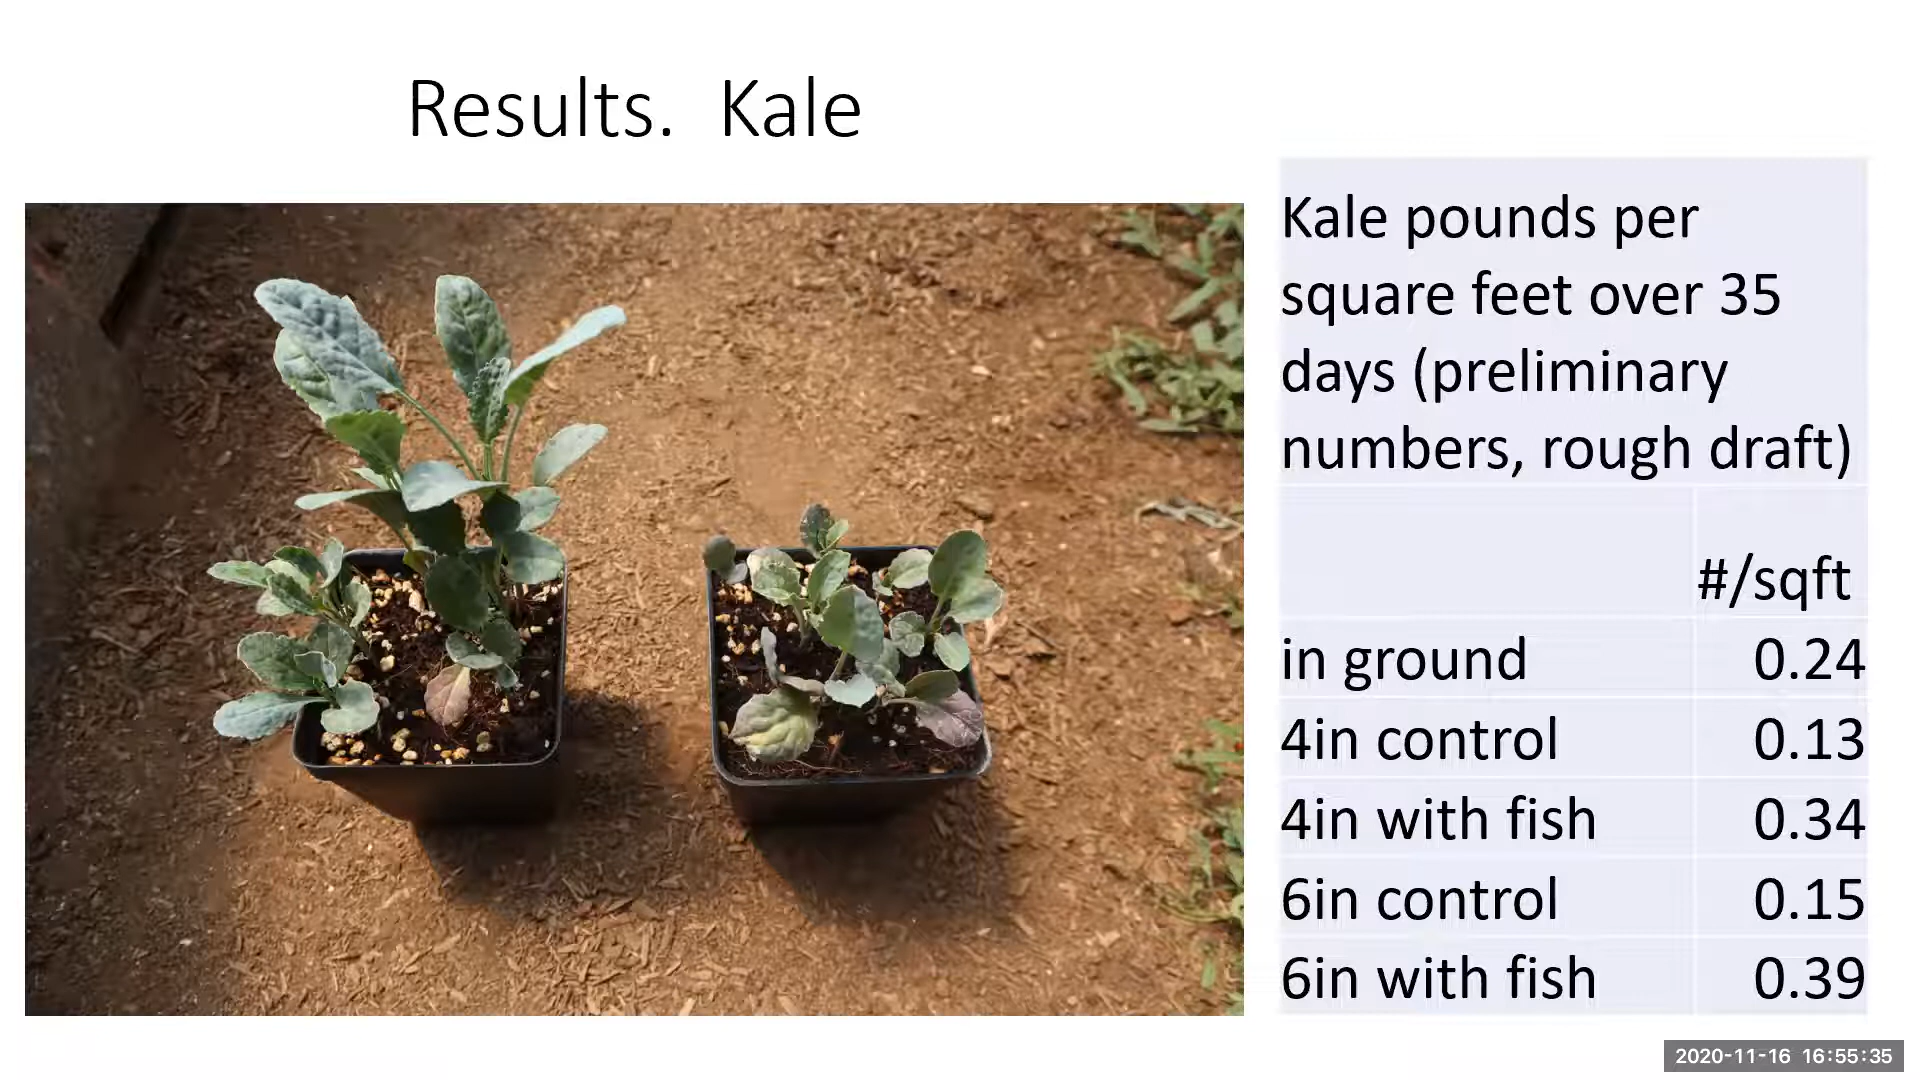 Results.  Kale
Kale pounds per
square feet over 35
days (preliminary
numbers, rough draft)
#/sqft
in ground 0.24
4in control 0.13
4in with fish 0.34
6in control 0.15
6in with fish 0.39
2020-11-16 16:55:35